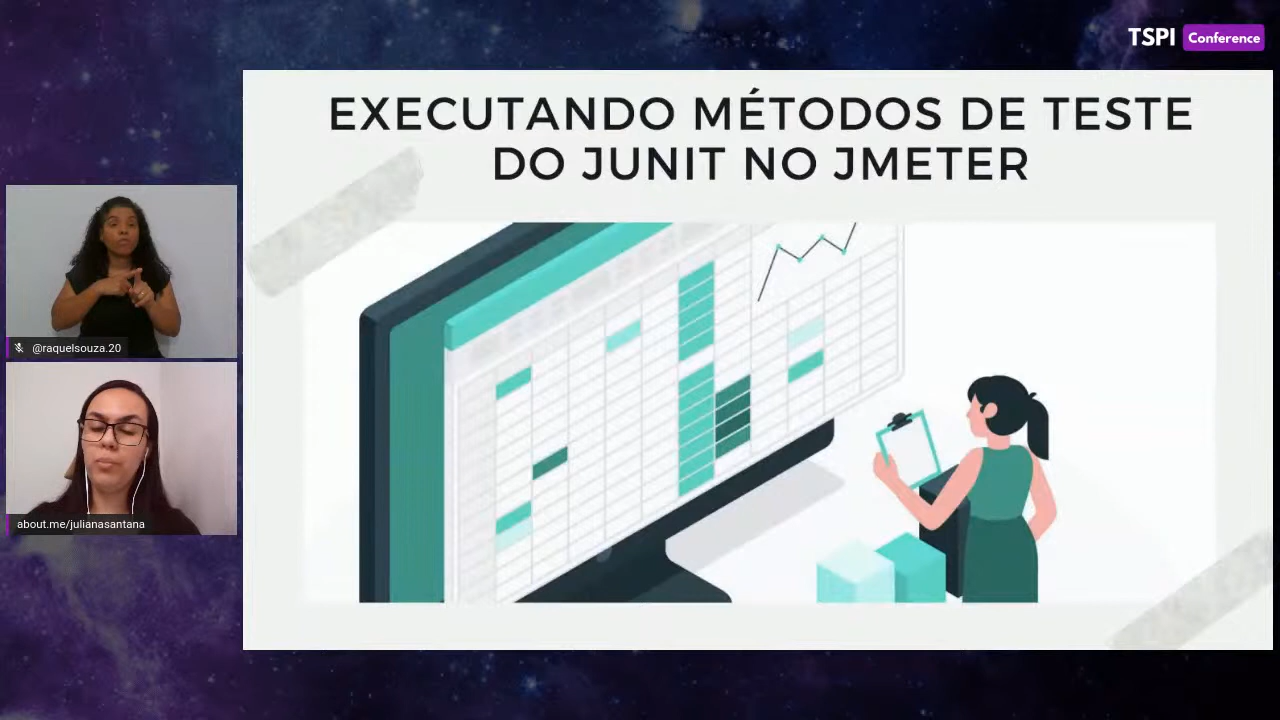 TSPI Conference
EXECUTANDO MÉTODOS DE TESTE
DO JUNIT NO JMETER
@raquelsouza.20
about.me/julianasantana